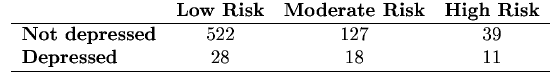 Low Risk Moderate Risk High Risk
Not depressed 522 127 39
Depressed 28 18 11